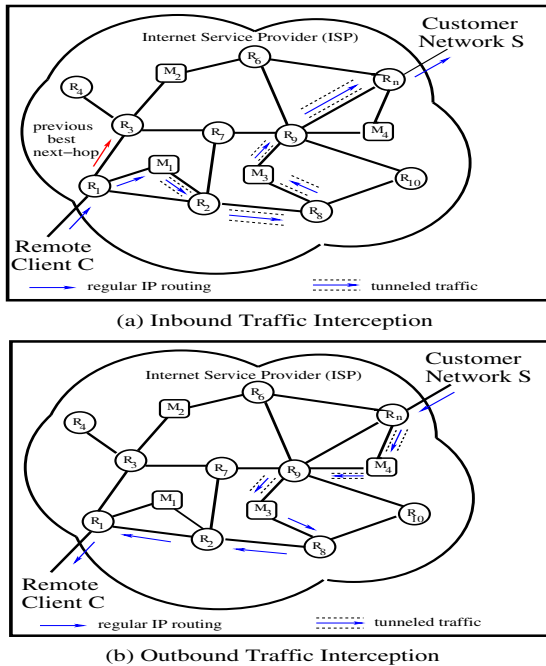 Customer
Network S
Internet Service Provider (ISP)
R6
M2
Rn
R4
previous
best
next−hop
R3
R7
R9
M4
M1
M3
R10
R1
R2
R8
Remote
Client C
regular IP routing
tunneled traffic
(a) Inbound Traffic Interception
Customer
Network S
Internet Service Provider (ISP)
R6
M2
Rn
R4
R3
R7
R9
M4
M1
M3
R10
R1
R2
R8
Remote
Client C
regular IP routing
tunneled traffic
(b) Outbound Traffic Interception